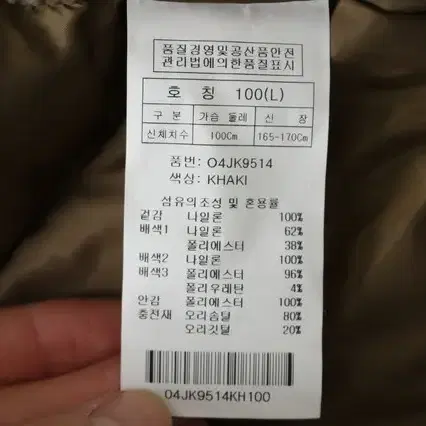 품질경영및공산품안전
관리법에의한품질표시
호 칭 100(L)
구 분 가슴 둘레 신 장
신체치수 100Cm 165-170Cm
품번: O4JK9514
색상: KHAKI
섬유의조성 및 혼용율
겉감 나일론 100%
배색1 나일론 62%
폴리에스터 38%
배색2 나일론 100%
배색3 폴리에스터 96%
폴리우레탄 4%
안감 폴리에스터 100%
충전재 오리솜털 80%
오리깃털 20%
O4JK9514KH100